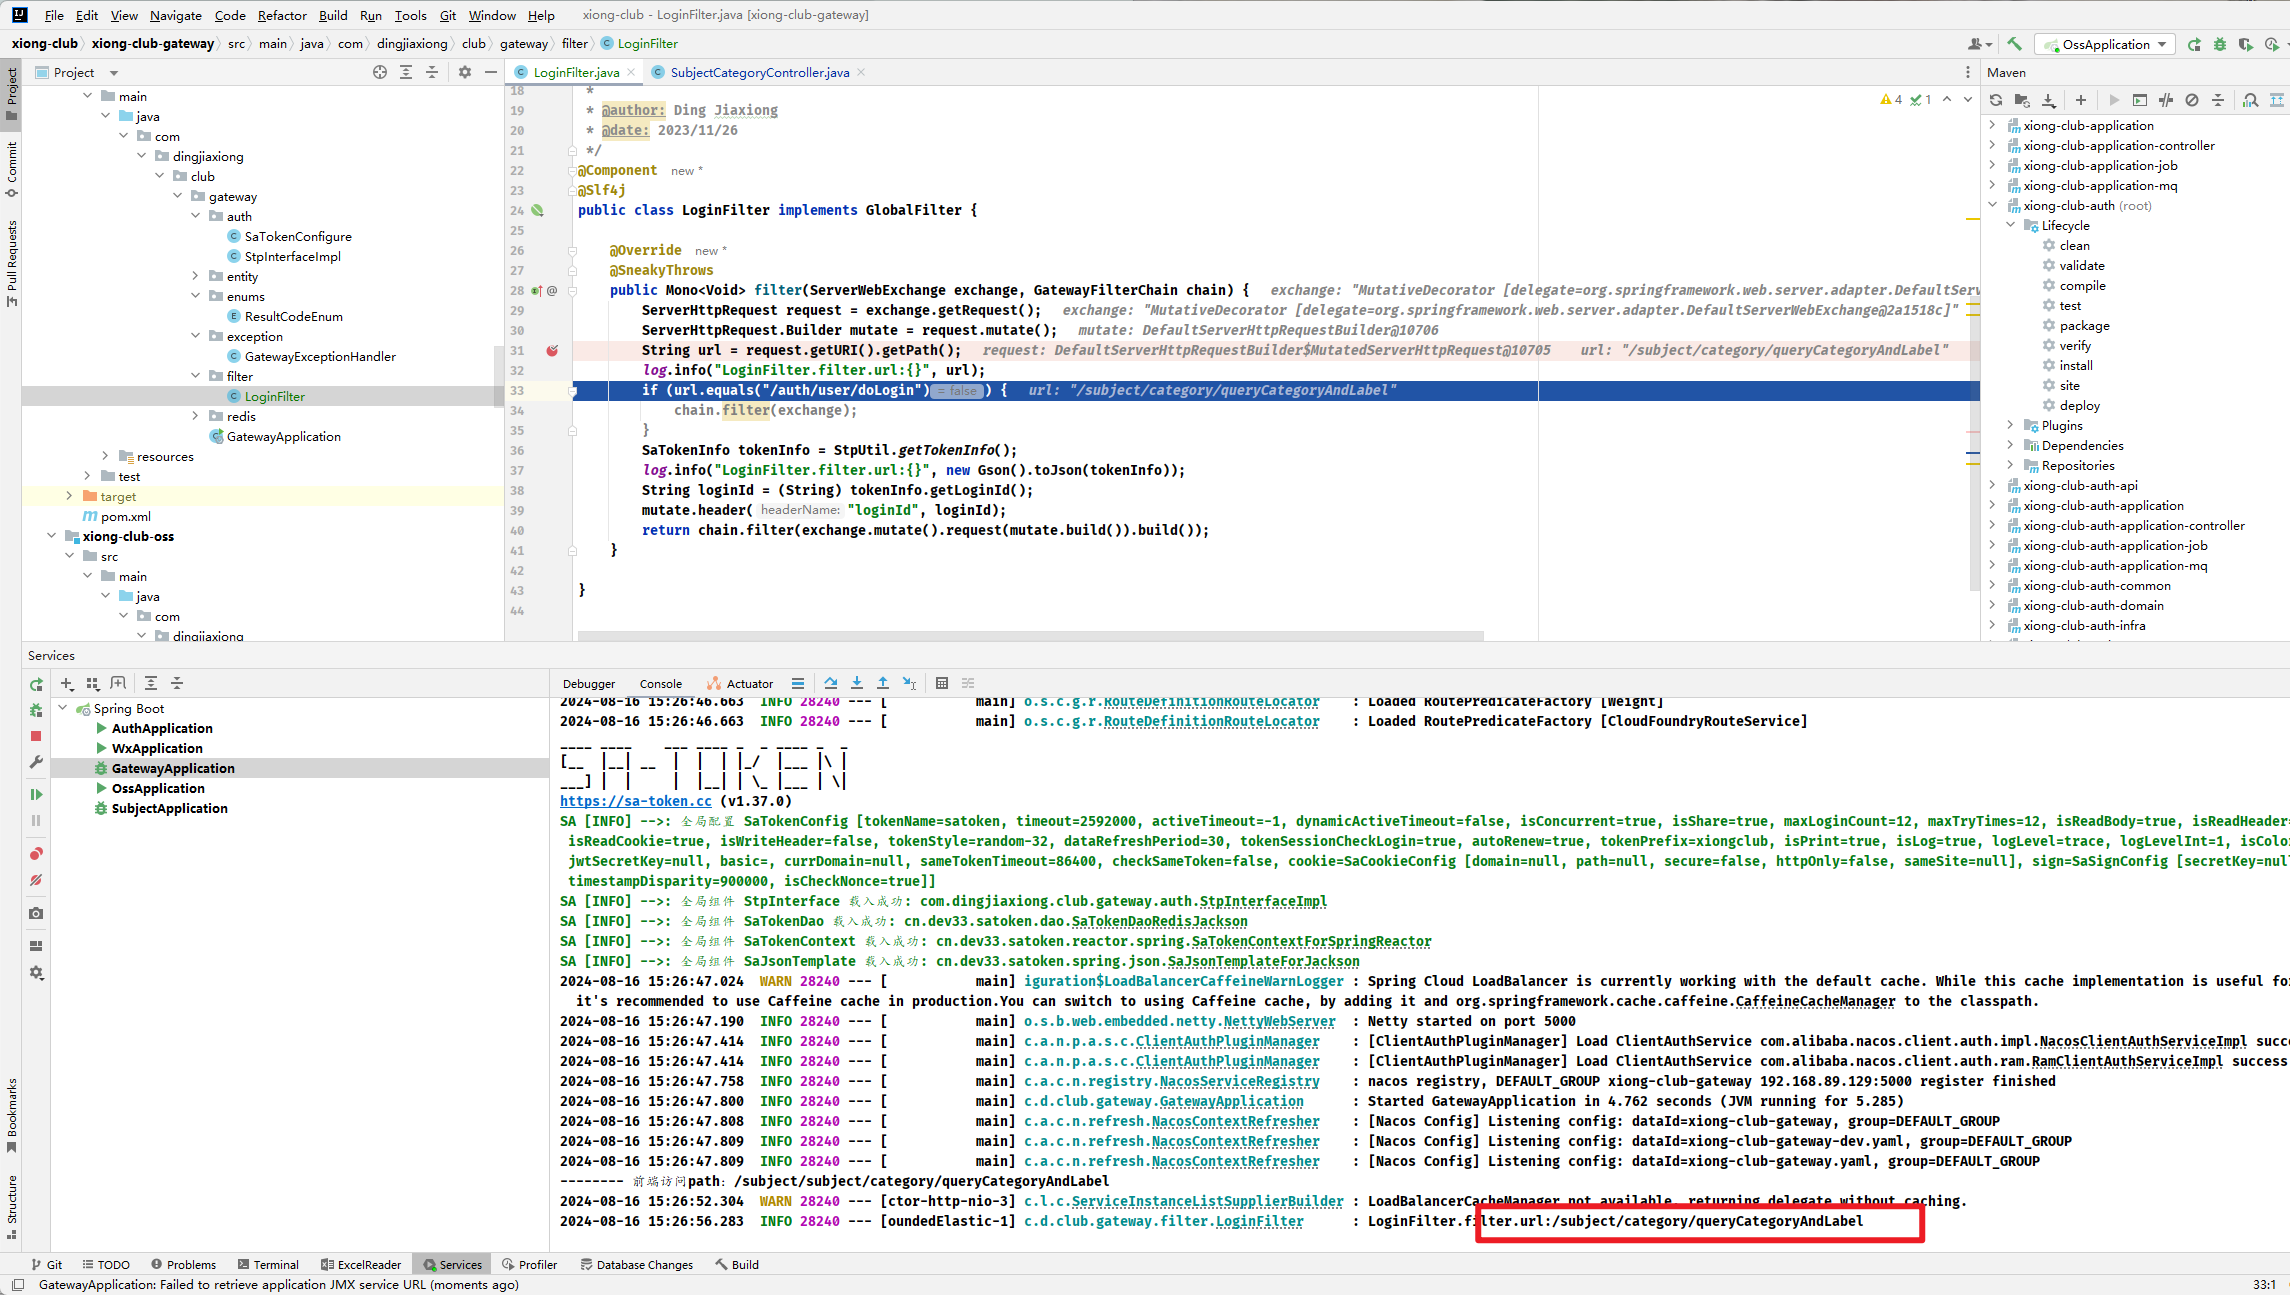 File Edit View Navigate Code Refactor Build Run Tools Git Window Help xiong-club - LoginFilter.java [xiong-club-gateway]
xiong-club xiong-club-gateway src main java com dingjiaxiong club gateway filter LoginFilter
OssApplication
Project
LoginFilter.java
SubjectCategoryController.java
Maven
Project
Commit
Pull Requests
main
java
com
dingjiaxiong
club
gateway
auth
SaTokenConfigure
StpInterfaceImpl
entity
enums
ResultCodeEnum
exception
GatewayExceptionHandler
filter
LoginFilter
redis
GatewayApplication
resources
test
target
pom.xml
xiong-club-oss
src
main
java
com
dingjiaxiong
4 1
18 *
19 * @author: Ding Jiaxiong
20 * @date: 2023/11/26
21 */
22 @Component new *
23 @Slf4j
24 public class LoginFilter implements GlobalFilter {
25
26 @Override new *
27 @SneakyThrows
28 public Mono<Void> filter(ServerWebExchange exchange, GatewayFilterChain chain) { exchange: "MutativeDecorator [delegate=org.springframework.web.server.adapter.DefaultServ
29 ServerHttpRequest request = exchange.getRequest(); exchange: "MutativeDecorator [delegate=org.springframework.web.server.adapter.DefaultServerWebExchange@2a1518c]"
30 ServerHttpRequest.Builder mutate = request.mutate(); mutate: DefaultServerHttpRequestBuilder@10706
31 String url = request.getURI().getPath(); request: DefaultServerHttpRequestBuilder$MutatedServerHttpRequest@10705 url: "/subject/category/queryCategoryAndLabel"
32 log.info("LoginFilter.filter.url:{}", url);
33 if (url.equals("/auth/user/doLogin") = false ) { url: "/subject/category/queryCategoryAndLabel"
34 chain.filter(exchange);
35 }
36 SaTokenInfo tokenInfo = StpUtil.getTokenInfo();
37 log.info("LoginFilter.filter.url:{}", new Gson().toJson(tokenInfo));
38 String loginId = (String) tokenInfo.getLoginId();
39 mutate.header( headerName: "loginId", loginId);
40 return chain.filter(exchange.mutate().request(mutate.build()).build());
41 }
42
43 }
44
xiong-club-application
xiong-club-application-controller
xiong-club-application-job
xiong-club-application-mq
xiong-club-auth (root)
Lifecycle
clean
validate
compile
test
package
verify
install
site
deploy
Plugins
Dependencies
Repositories
xiong-club-auth-api
xiong-club-auth-application
xiong-club-auth-application-controller
xiong-club-auth-application-job
xiong-club-auth-application-mq
xiong-club-auth-common
xiong-club-auth-domain
xiong-club-auth-infra
Services
Debugger Console Actuator
Spring Boot
AuthApplication
WxApplication
GatewayApplication
OssApplication
SubjectApplication
2024-08-16 15:26:46.663 INFO 28240 --- [ main] o.s.c.g.r.RouteDefinitionRouteLocator : Loaded RoutePredicateFactory [Weight]
2024-08-16 15:26:46.663 INFO 28240 --- [ main] o.s.c.g.r.RouteDefinitionRouteLocator : Loaded RoutePredicateFactory [CloudFoundryRouteService]
____ ____ ___ ____ _ _ ____ _ _
[__ |__| __ | | | |_/ |___ |\ |
___] | | | |__| | \_ |___ | \|
https://sa-token.cc (v1.37.0)
SA [INFO] -->: 全局配置 SaTokenConfig [tokenName=satoken, timeout=2592000, activeTimeout=-1, dynamicActiveTimeout=false, isConcurrent=true, isShare=true, maxLoginCount=12, maxTryTimes=12, isReadBody=true, isReadHeader=
isReadCookie=true, isWriteHeader=false, tokenStyle=random-32, dataRefreshPeriod=30, tokenSessionCheckLogin=true, autoRenew=true, tokenPrefix=xiongclub, isPrint=true, isLog=true, logLevel=trace, logLevelInt=1, isColo
jwtSecretKey=null, basic=, currDomain=null, sameTokenTimeout=86400, checkSameToken=false, cookie=SaCookieConfig [domain=null, path=null, secure=false, httpOnly=false, sameSite=null], sign=SaSignConfig [secretKey=null
timestampDisparity=900000, isCheckNonce=true]]
SA [INFO] -->: 全局组件 StpInterface 载入成功: com.dingjiaxiong.club.gateway.auth.StpInterfaceImpl
SA [INFO] -->: 全局组件 SaTokenDao 载入成功: cn.dev33.satoken.dao.SaTokenDaoRedisJackson
SA [INFO] -->: 全局组件 SaTokenContext 载入成功: cn.dev33.satoken.reactor.spring.SaTokenContextForSpringReactor
SA [INFO] -->: 全局组件 SaJsonTemplate 载入成功: cn.dev33.satoken.spring.json.SaJsonTemplateForJackson
2024-08-16 15:26:47.024 WARN 28240 --- [ main] iguration$LoadBalancerCaffeineWarnLogger : Spring Cloud LoadBalancer is currently working with the default cache. While this cache implementation is useful fo
it's recommended to use Caffeine cache in production.You can switch to using Caffeine cache, by adding it and org.springframework.cache.caffeine.CaffeineCacheManager to the classpath.
2024-08-16 15:26:47.190 INFO 28240 --- [ main] o.s.b.web.embedded.netty.NettyWebServer : Netty started on port 5000
2024-08-16 15:26:47.414 INFO 28240 --- [ main] c.a.n.p.a.s.c.ClientAuthPluginManager : [ClientAuthPluginManager] Load ClientAuthService com.alibaba.nacos.client.auth.impl.NacosClientAuthServiceImpl succe
2024-08-16 15:26:47.414 INFO 28240 --- [ main] c.a.n.p.a.s.c.ClientAuthPluginManager : [ClientAuthPluginManager] Load ClientAuthService com.alibaba.nacos.client.auth.ram.RamClientAuthServiceImpl success
2024-08-16 15:26:47.758 INFO 28240 --- [ main] c.a.c.n.registry.NacosServiceRegistry : nacos registry, DEFAULT_GROUP xiong-club-gateway 192.168.89.129:5000 register finished
2024-08-16 15:26:47.800 INFO 28240 --- [ main] c.d.club.gateway.GatewayApplication : Started GatewayApplication in 4.762 seconds (JVM running for 5.285)
2024-08-16 15:26:47.808 INFO 28240 --- [ main] c.a.c.n.refresh.NacosContextRefresher : [Nacos Config] Listening config: dataId=xiong-club-gateway, group=DEFAULT_GROUP
2024-08-16 15:26:47.809 INFO 28240 --- [ main] c.a.c.n.refresh.NacosContextRefresher : [Nacos Config] Listening config: dataId=xiong-club-gateway-dev.yaml, group=DEFAULT_GROUP
2024-08-16 15:26:47.809 INFO 28240 --- [ main] c.a.c.n.refresh.NacosContextRefresher : [Nacos Config] Listening config: dataId=xiong-club-gateway.yaml, group=DEFAULT_GROUP
-------- 前端访问path: /subject/subject/category/queryCategoryAndLabel
2024-08-16 15:26:52.304 WARN 28240 --- [ctor-http-nio-3] c.l.c.ServiceInstanceListSupplierBuilder : LoadBalancerCacheManager not available, returning delegate without caching.
2024-08-16 15:26:56.283 INFO 28240 --- [oundedElastic-1] c.d.club.gateway.filter.LoginFilter : LoginFilter.filter.url:/subject/category/queryCategoryAndLabel
Bookmarks
Structure
Git TODO Problems Terminal ExcelReader Services Profiler Database Changes Build
GatewayApplication: Failed to retrieve application JMX service URL (moments ago) 33:1